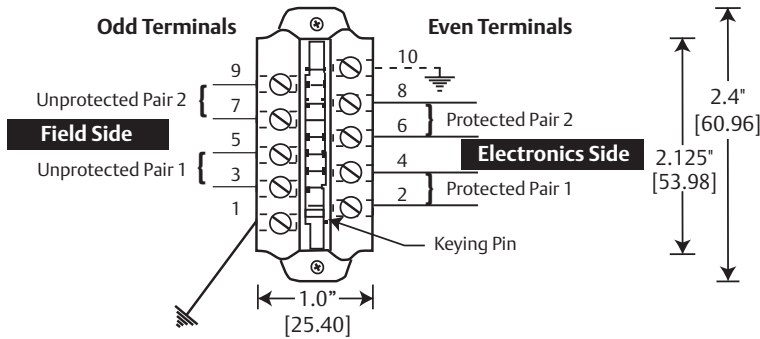 Odd Terminals
Even Terminals
9
10
Unprotected Pair 2 {
7
8
} Protected Pair 2
6
Field Side
5
Electronics Side
Unprotected Pair 1 {
3
4
} Protected Pair 1
2
1
Keying Pin
2.4"
[60.96]
2.125"
[53.98]
1.0”
[25.40]